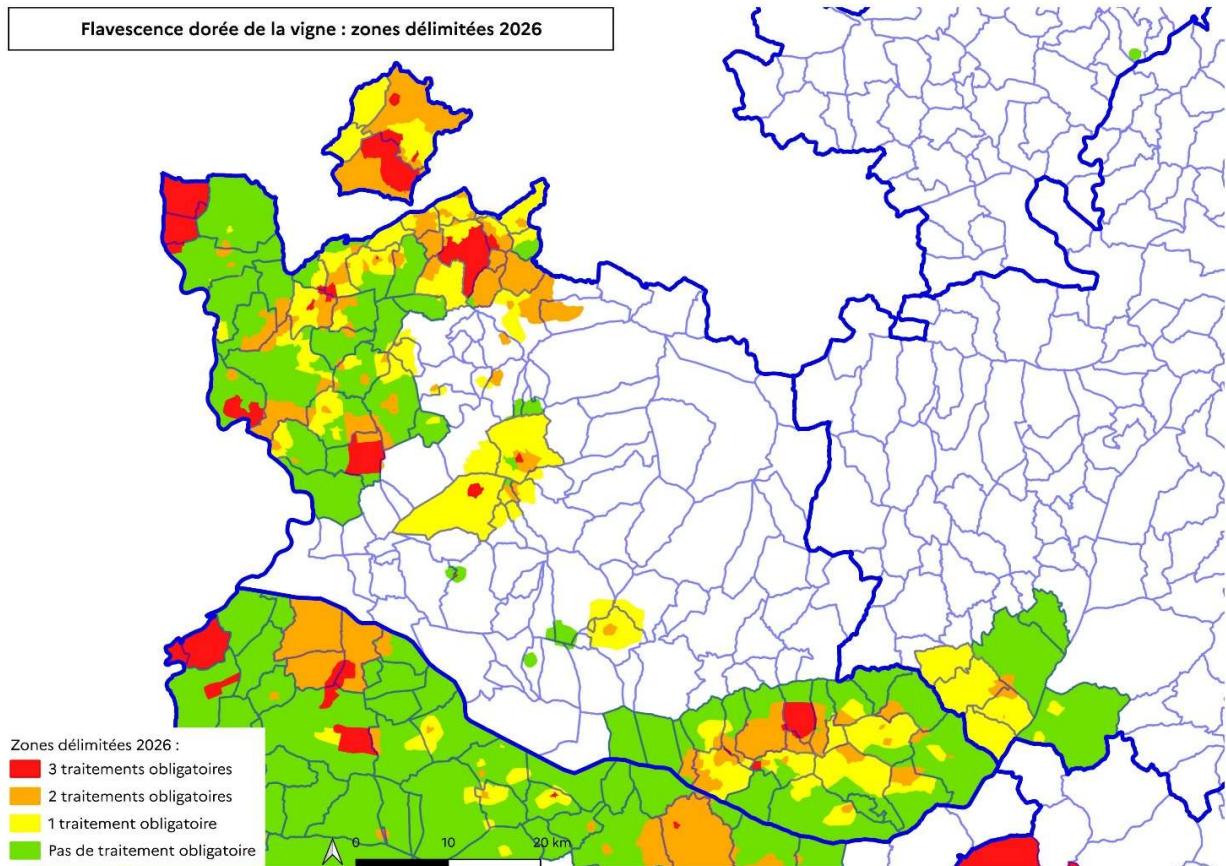 Flavescence dorée de la vigne : zones délimitées 2026
Zones délimitées 2026 :
3 traitements obligatoires
2 traitements obligatoires
1 traitement obligatoire
Pas de traitement obligatoire
0 10 20 km